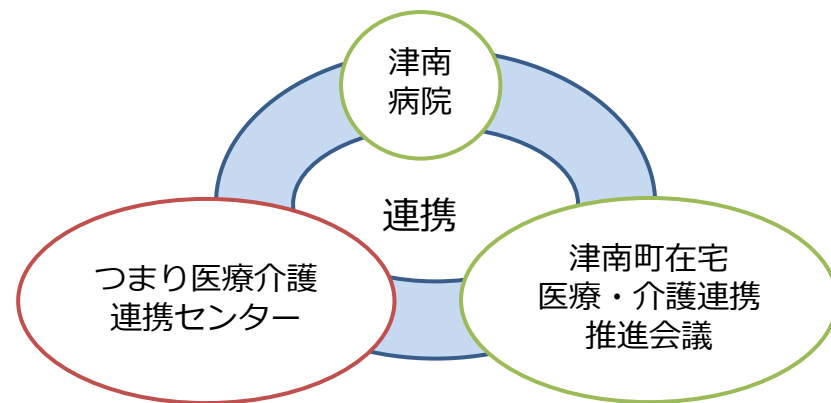 津南
病院
連携
つまり医療介護
連携センター
津南町在宅
医療・介護連携
推進会議